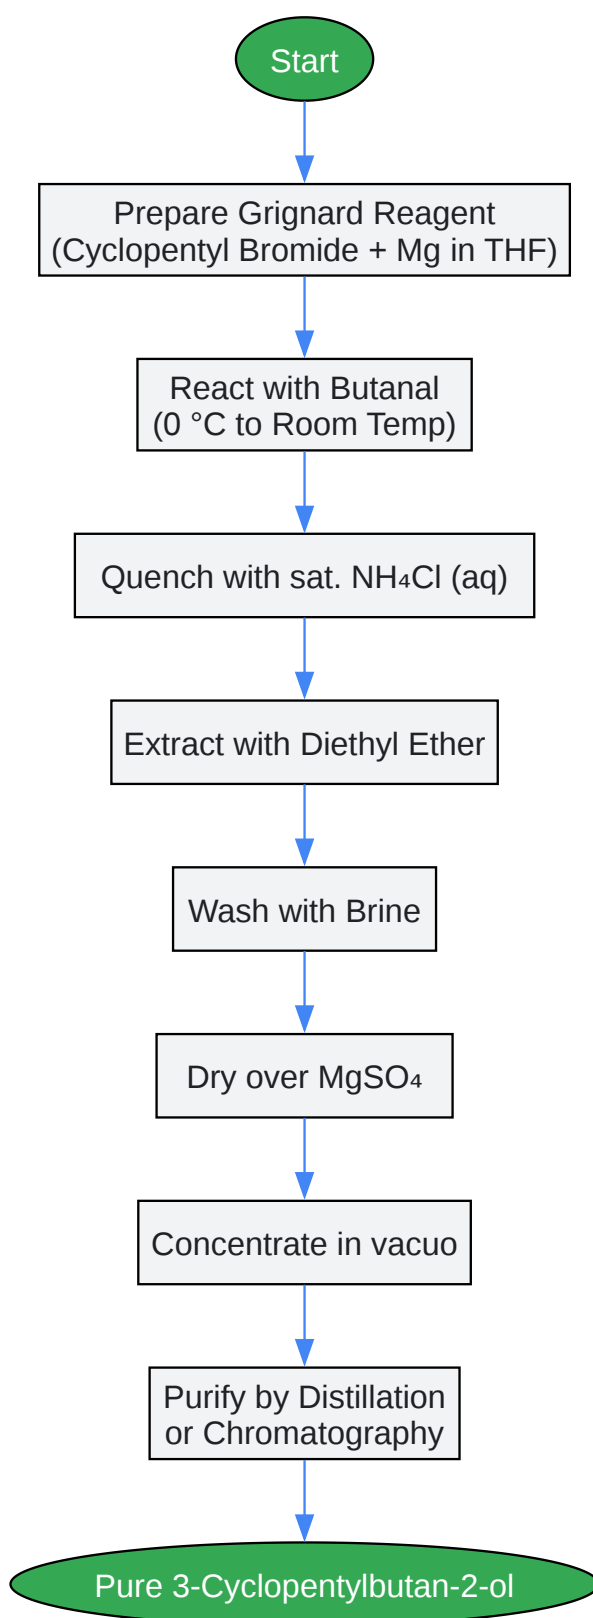 Start
Prepare Grignard Reagent
(Cyclopentyl Bromide + Mg in THF)
React with Butanal
(0 °C to Room Temp)
Quench with sat. NH₄Cl (aq)
Extract with Diethyl Ether
Wash with Brine
Dry over MgSO₄
Concentrate in vacuo
Purify by Distillation
or Chromatography
Pure 3-Cyclopentylbutan-2-ol